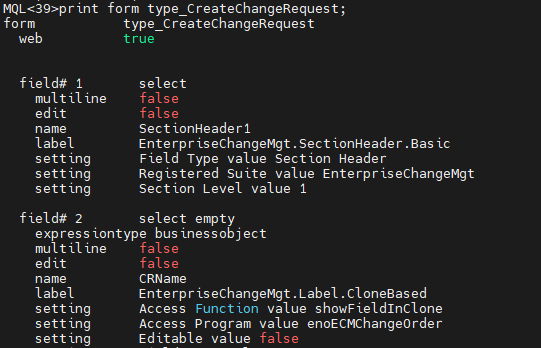 MQL<39>print form type_CreateChangeRequest;
form type_CreateChangeRequest
web true
field# 1 select
multiline false
edit false
name SectionHeader1
label EnterpriseChangeMgt.SectionHeader.Basic
setting Field Type value Section Header
setting Registered Suite value EnterpriseChangeMgt
setting Section Level value 1
field# 2 select empty
expressiontype businessobject
multiline false
edit false
name CRName
label EnterpriseChangeMgt.Label.CloneBased
setting Access Function value showFieldInClone
setting Access Program value enoECMChangeOrder
setting Editable value false